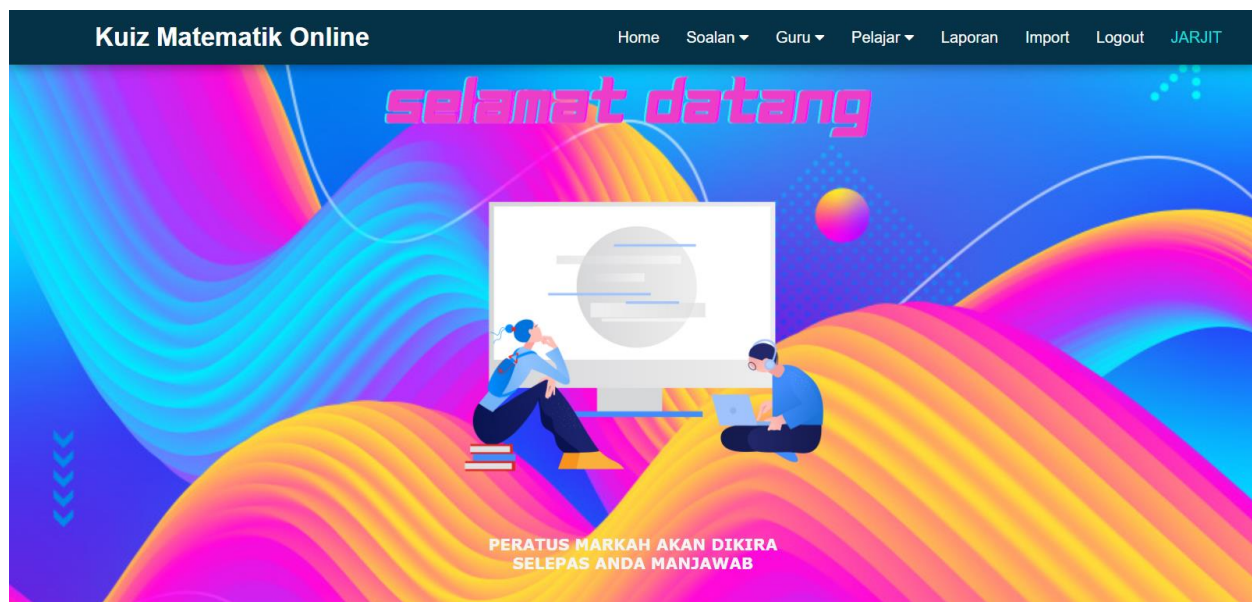 Kuiz Matematik Online
Home Soalan Guru Pelajar Laporan Import Logout JARJIT
selamat datang
PERATUS MARKAH AKAN DIKIRA
SELEPAS ANDA MANJAWAB